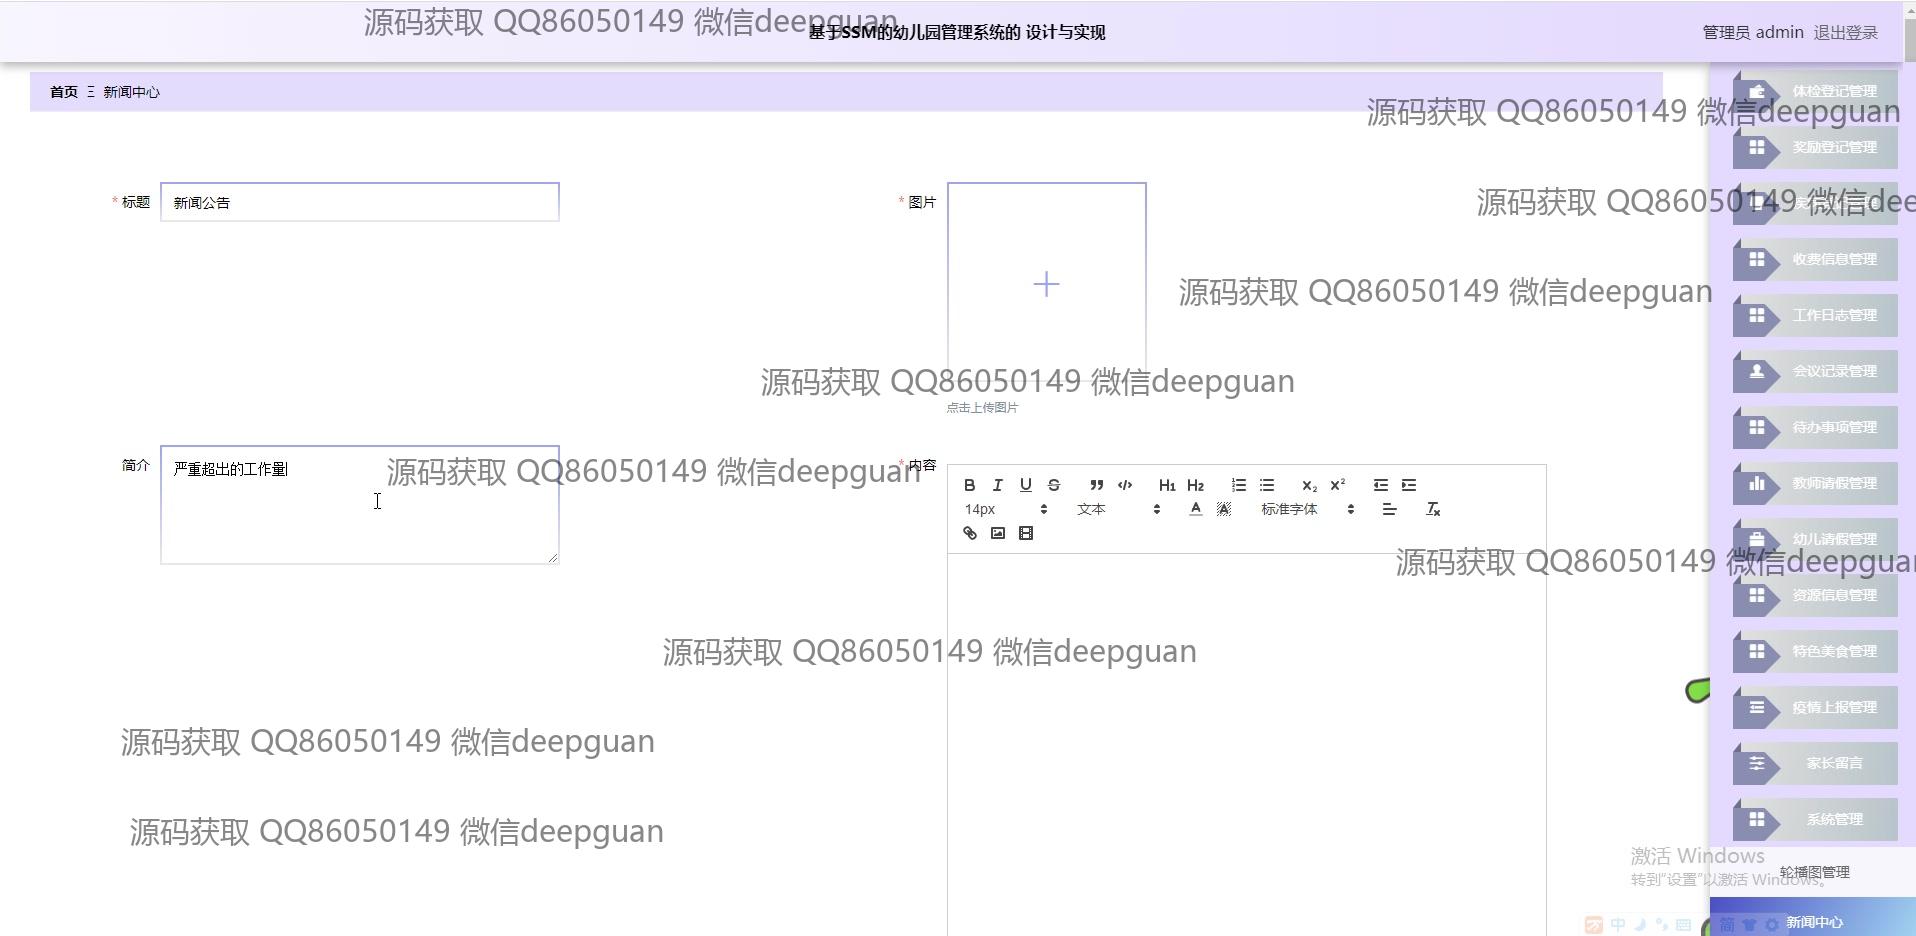 源码获取 QQ86050149 微信deepguan
基于SSM的幼儿园管理系统的 设计与实现
管理员 admin 退出登录
首页 Ξ 新闻中心
体检登记管理
源码获取 QQ86050149 微信deepguan
奖励登记管理
* 标题 新闻公告
* 图片
源码获取 QQ86050149 微信dee
收费信息管理
源码获取 QQ86050149 微信deepguan
工作日志管理
会议记录管理
源码获取 QQ86050149 微信deepguan
点击上传图片
待办事项管理
简介 严重超出的工作量
源码获取 QQ86050149 微信deepguan
* 内容
B I U S ” </> H1 H2 X2 X2
14px 文本 A A 标准字体 Tx
教师请假管理
幼儿请假管理
源码获取 QQ86050149 微信deepguan
资源信息管理
源码获取 QQ86050149 微信deepguan
特色美食管理
疫情上报管理
源码获取 QQ86050149 微信deepguan
家长留言
系统管理
源码获取 QQ86050149 微信deepguan
激活 Windows
转到“设置”以激活 Windows。
轮播图管理
中 简
新闻中心